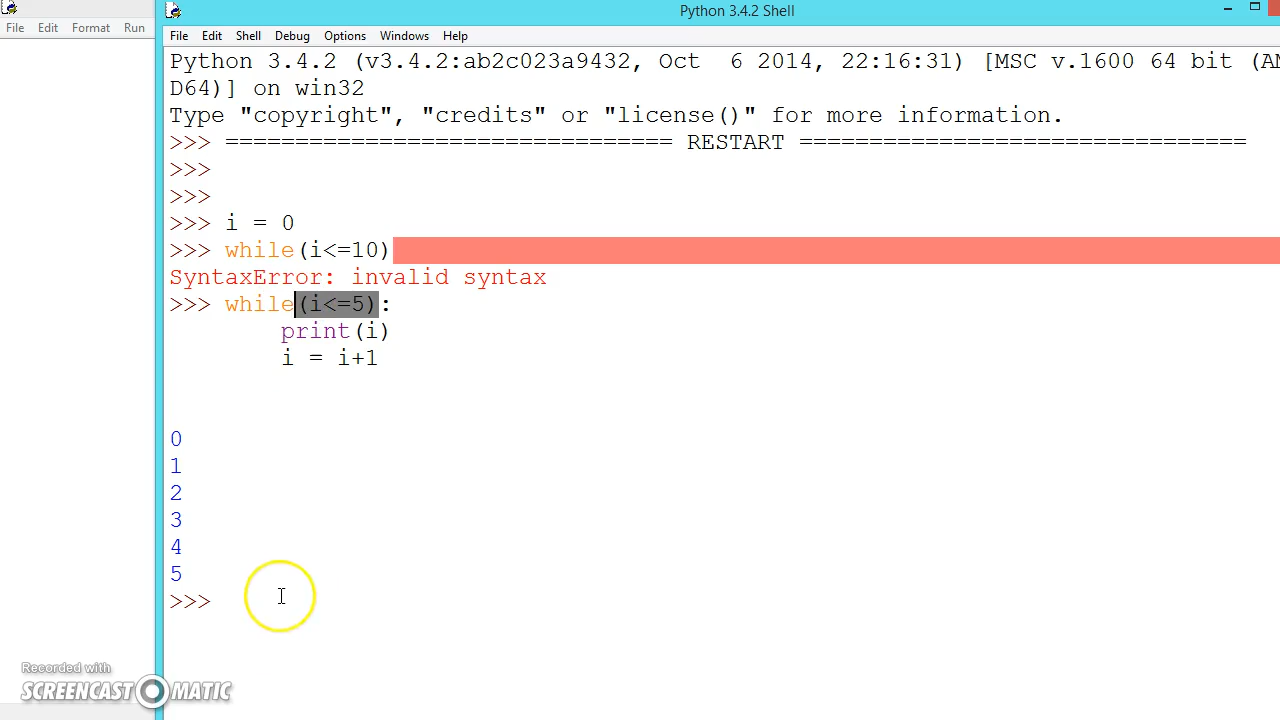 File Edit Format Run
Python 3.4.2 Shell
File Edit Shell Debug Options Windows Help
Python 3.4.2 (v3.4.2:ab2c023a9432, Oct  6 2014, 22:16:31) [MSC v.1600 64 bit (AM
D64)] on win32
Type "copyright", "credits" or "license()" for more information.
>>> ================================ RESTART ================================
>>>
>>>
>>> i = 0
>>> while(i<=10)
SyntaxError: invalid syntax
>>> while(i<=5):
        print(i)
        i = i+1
0
1
2
3
4
5
>>>
Recorded with
SCREENCAST MATIC